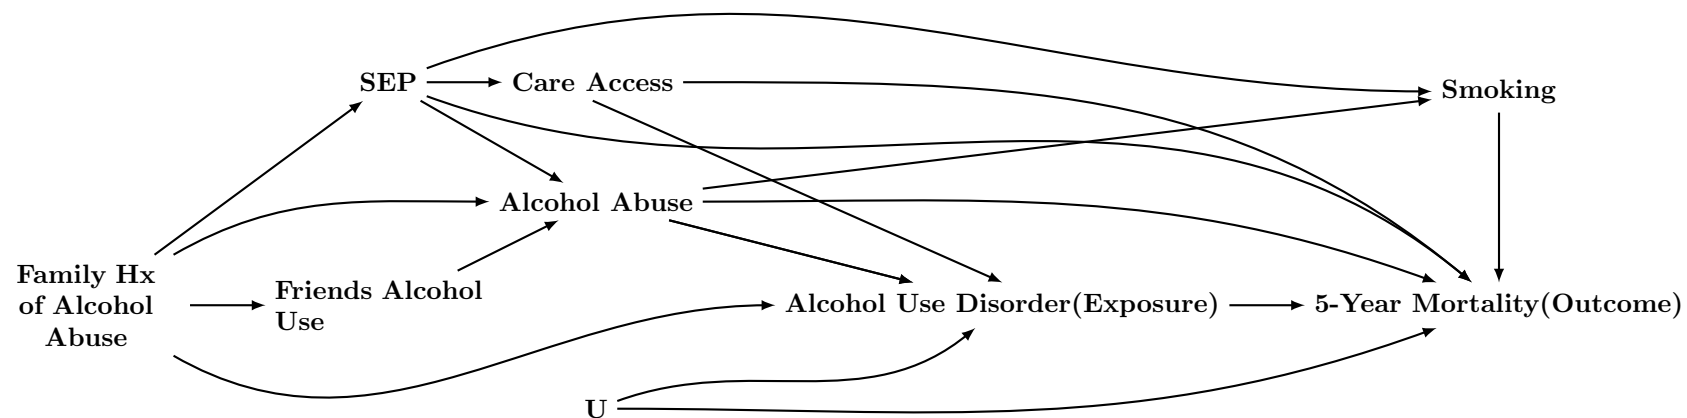 SEP
Care Access
Smoking
Alcohol Abuse
Family Hx
of Alcohol
Abuse
Friends Alcohol
Use
Alcohol Use Disorder(Exposure)
5-Year Mortality(Outcome)
U